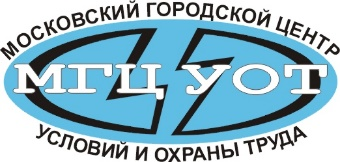 МОСКОВСКИЙ ГОРОДСКОЙ ЦЕНТР
МГЦ УОТ
УСЛОВИЙ И ОХРАНЫ ТРУДА